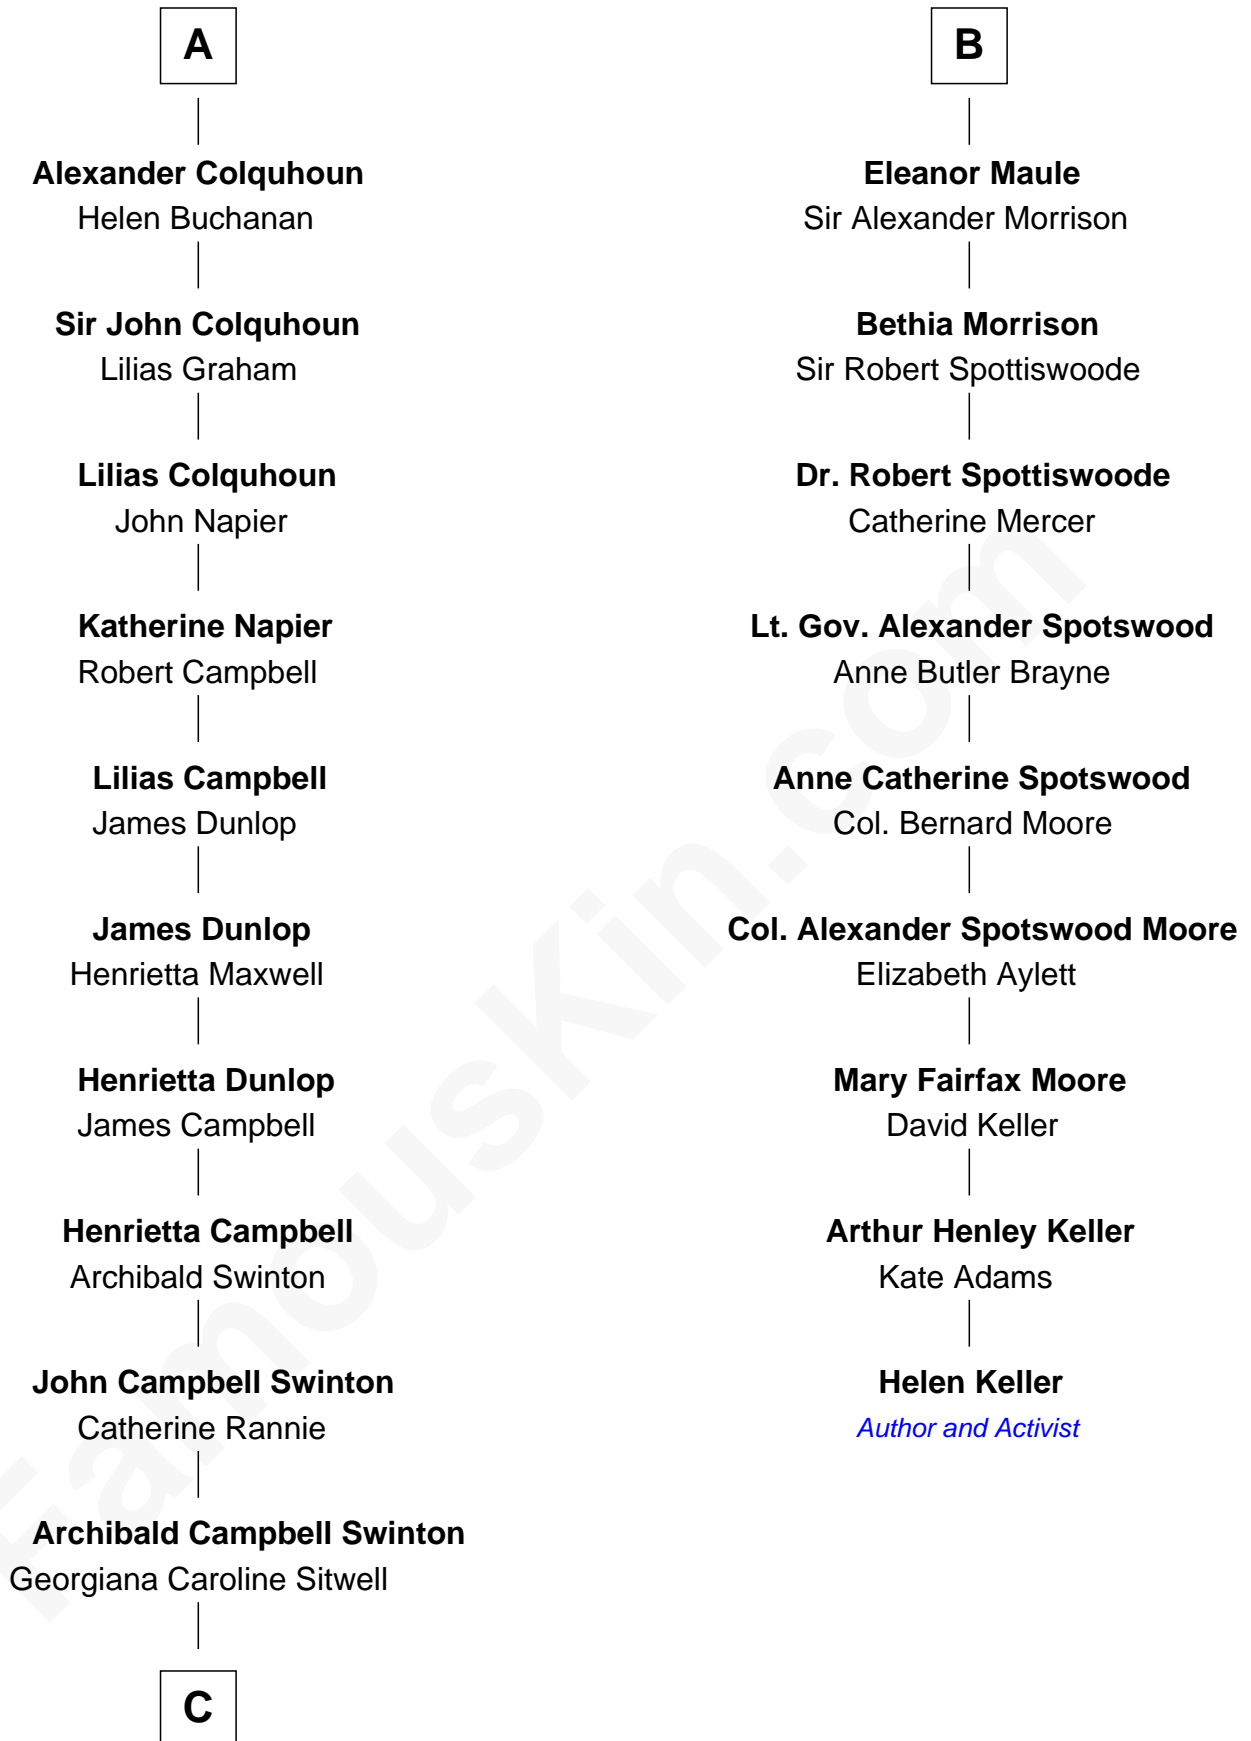 A
Alexander Colquhoun
Helen Buchanan
Sir John Colquhoun
Lilias Graham
Lilias Colquhoun
John Napier
Katherine Napier
Robert Campbell
Lilias Campbell
James Dunlop
James Dunlop
Henrietta Maxwell
Henrietta Dunlop
James Campbell
Henrietta Campbell
Archibald Swinton
John Campbell Swinton
Catherine Rannie
Archibald Campbell Swinton
Georgiana Caroline Sitwell
C
B
Eleanor Maule
Sir Alexander Morrison
Bethia Morrison
Sir Robert Spottiswoode
Dr. Robert Spottiswoode
Catherine Mercer
Lt. Gov. Alexander Spotswood
Anne Butler Brayne
Anne Catherine Spotswood
Col. Bernard Moore
Col. Alexander Spotswood Moore
Elizabeth Aylett
Mary Fairfax Moore
David Keller
Arthur Henley Keller
Kate Adams
Helen Keller
Author and Activist
FamousKin.com